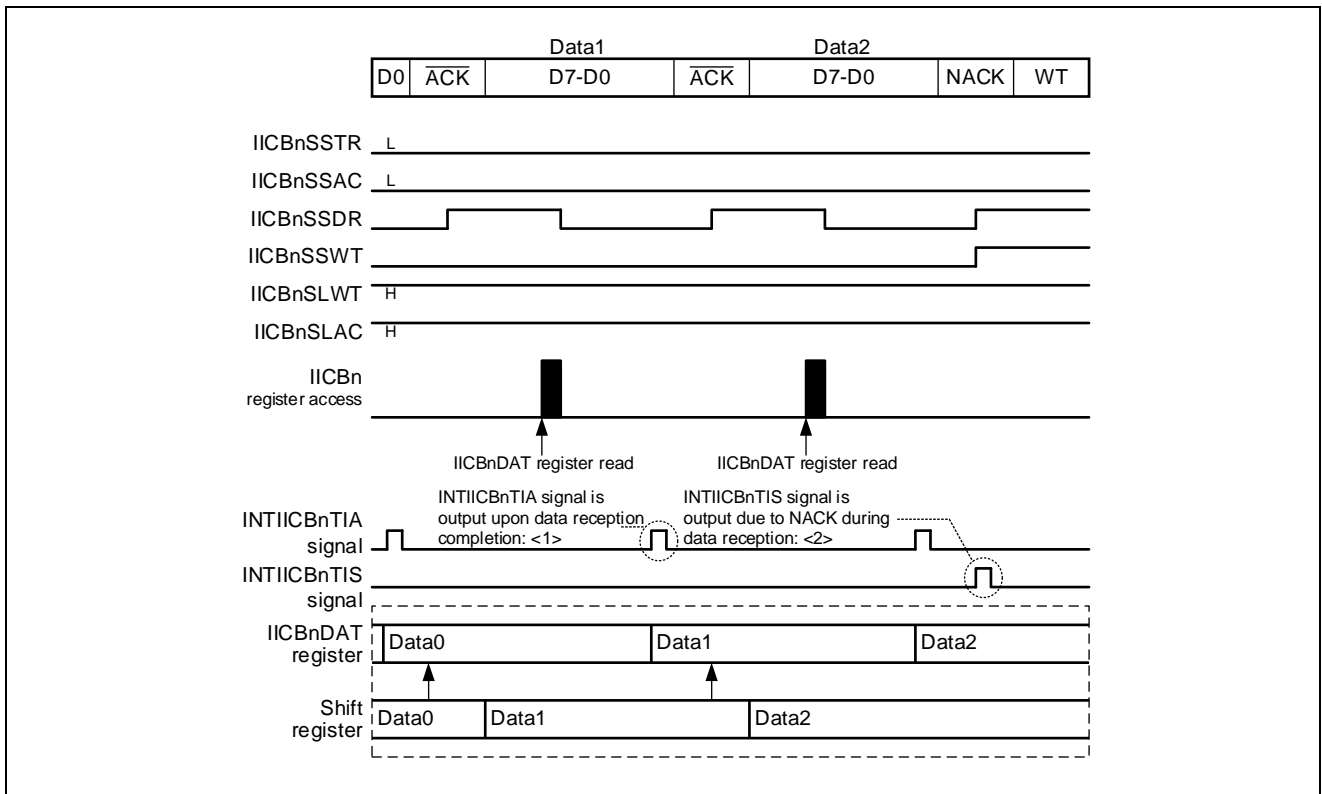 Data1 Data2
D0 ACK D7-D0 ACK D7-D0 NACK WT
IICBnSSTR L
IICBnSSAC L
IICBnSSDR
IICBnSSWT
IICBnSLWT H
IICBnSLAC H
IICBn
register access
IICBnDAT register read IICBnDAT register read
INTIICBnTIA signal is
output upon data reception
completion: <1>
INTIICBnTIS signal is
output due to NACK during
data reception: <2>
INTIICBnTIA
signal
INTIICBnTIS
signal
IICBnDAT
register
Data0 Data1 Data2
Shift
register
Data0 Data1 Data2